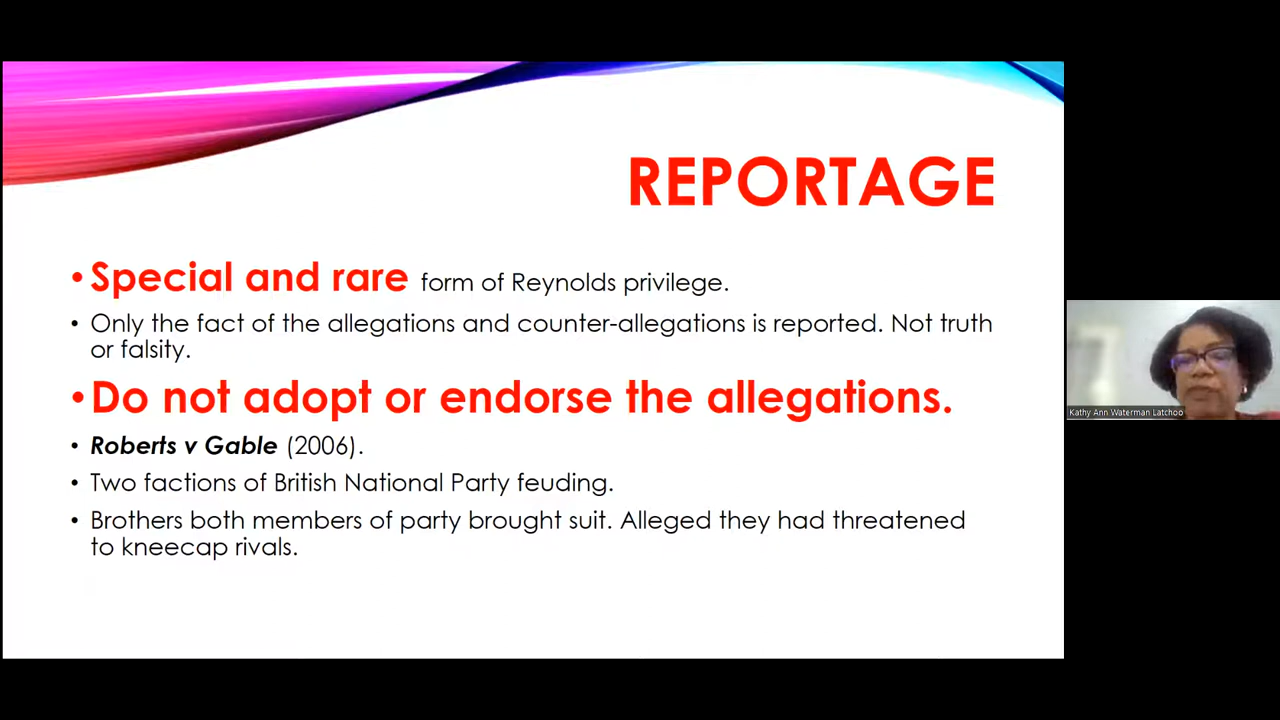 REPORTAGE
• Special and rare form of Reynolds privilege.
• Only the fact of the allegations and counter-allegations is reported. Not truth
or falsity.
• Do not adopt or endorse the allegations.
• Roberts v Gable (2006).
• Two factions of British National Party feuding.
• Brothers both members of party brought suit. Alleged they had threatened
to kneecap rivals.
Kathy Ann Waterman Latchoo